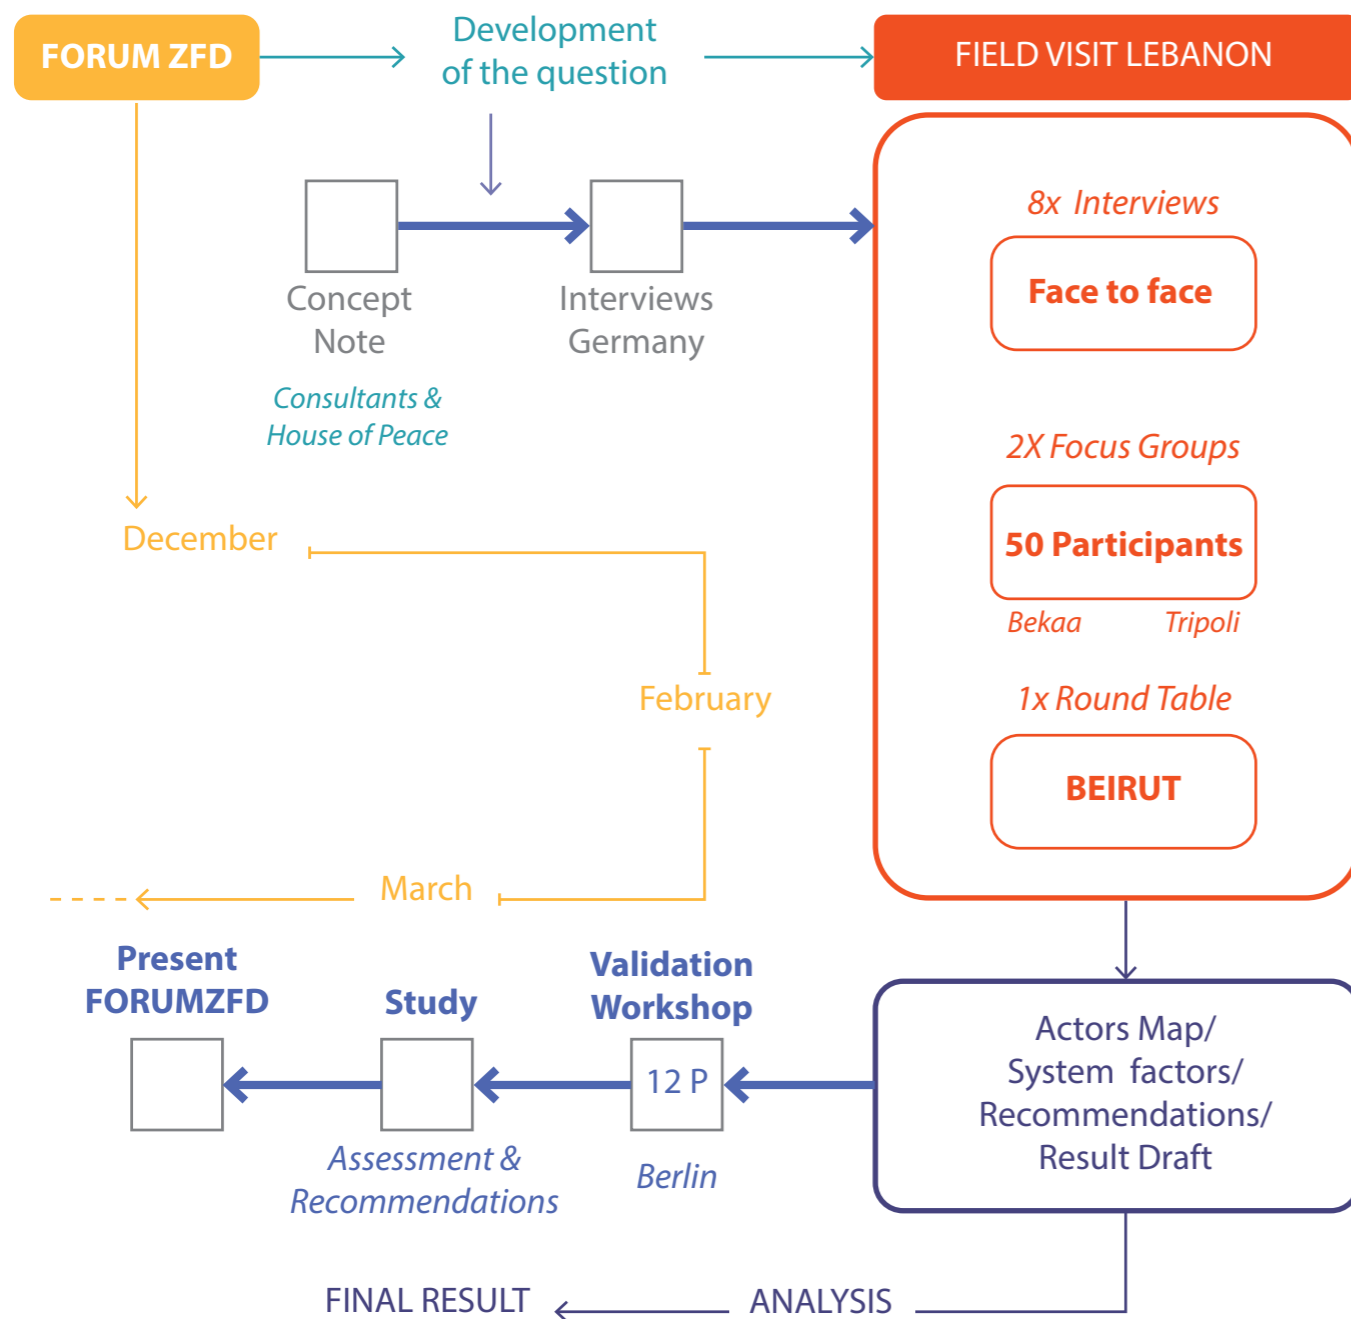 FORUM ZFD
Development
of the question
FIELD VISIT LEBANON
Concept
Note
Consultants &
House of Peace
Interviews
Germany
8x Interviews
Face to face
2X Focus Groups
50 Participants
Bekaa
Tripoli
1x Round Table
BEIRUT
December
February
March
Present
FORUMZFD
Study
Assessment &
Recommendations
Validation
Workshop
12 P
Berlin
Actors Map/
System factors/
Recommendations/
Result Draft
FINAL RESULT
ANALYSIS